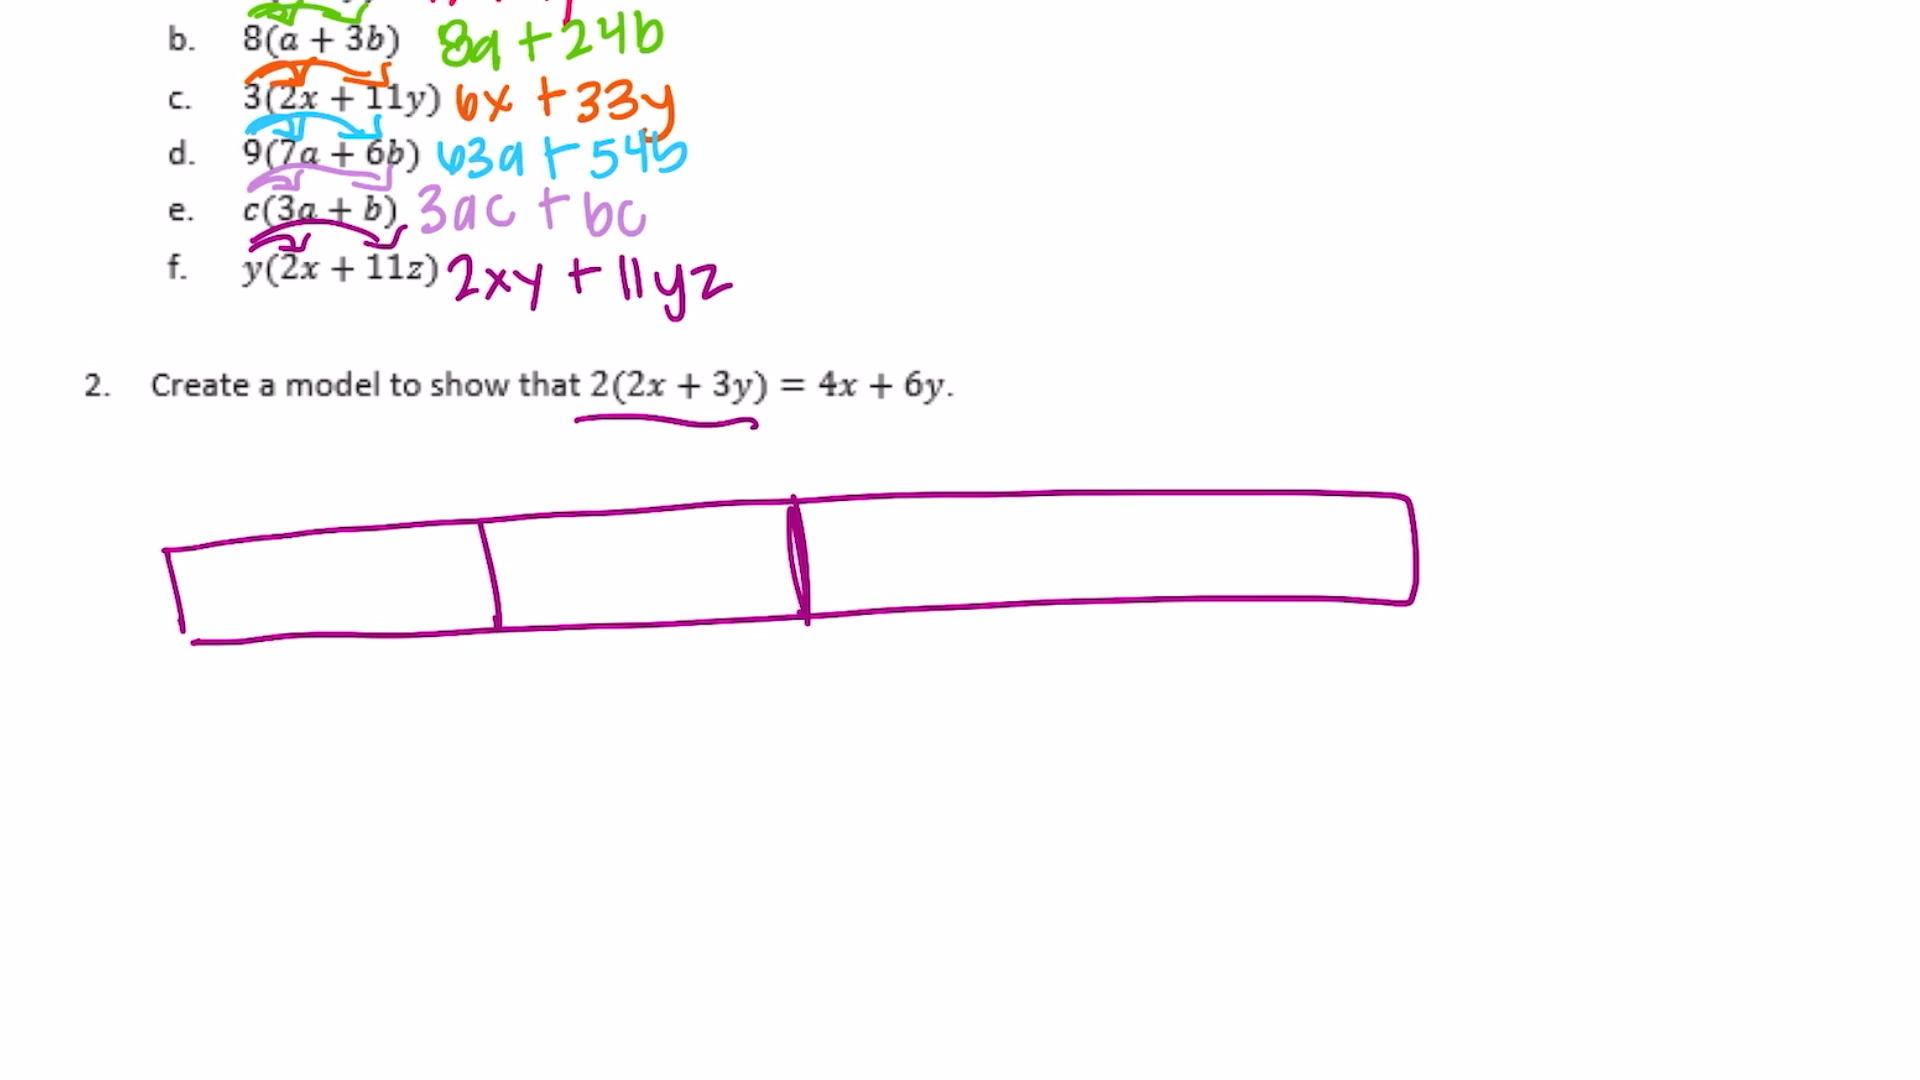 b. 8(a + 3b) 8a + 24b
c. 3(2x + 11y) 6x + 33y
d. 9(7a + 6b) 63a + 54b
e. c(3a + b) 3ac + bc
f. y(2x + 11z) 2xy + 11yz
2. Create a model to show that 2(2x + 3y) = 4x + 6y.